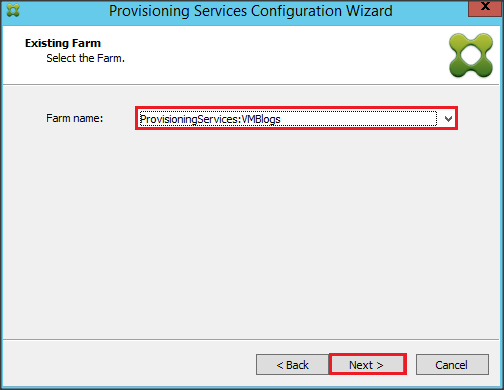 Provisioning Services Configuration Wizard
x
Existing Farm
Select the Farm.
Farm name:
ProvisioningServices:VMBlogs
< Back
Next >
Cancel